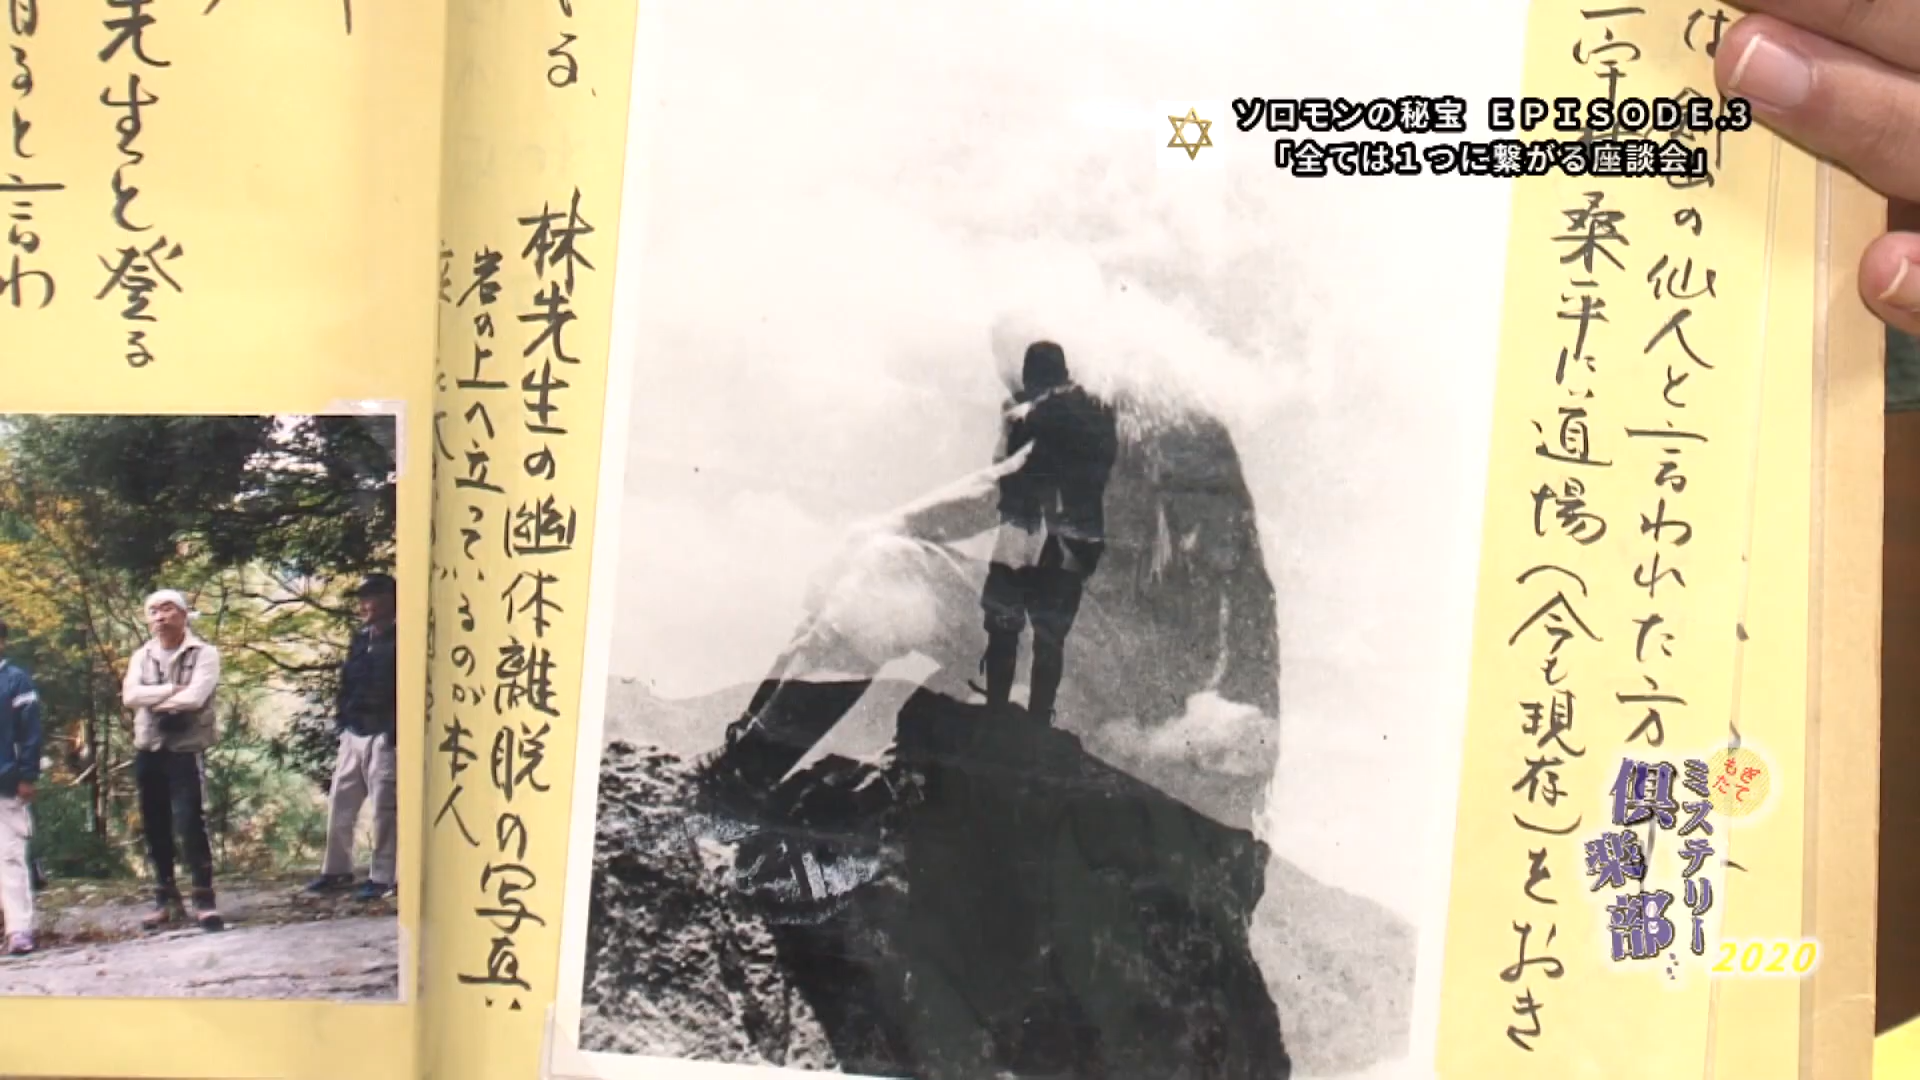 ソロモンの秘宝 EPISODE.3
「全ては1つに繋がる座談会」
の仙人と言われた方
桑平に道場(今も現存)をおき
る、
林先生の幽体離脱の写真
岩の上へ立っているのが本人
先生と登る
ると言わ
もぎたて
ミステリー
倶楽部
2020